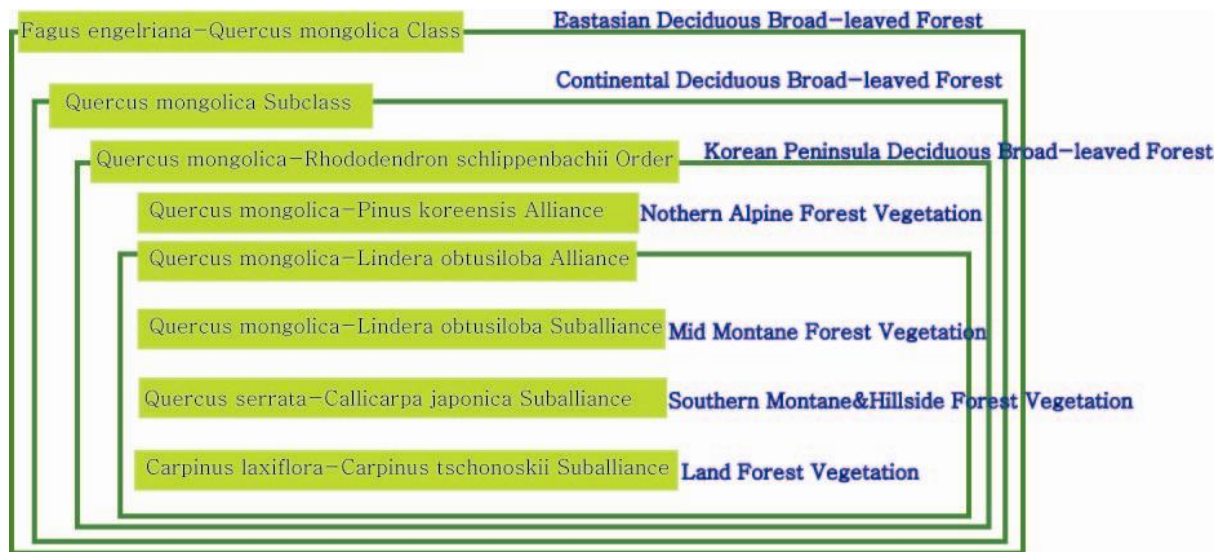 Fagus engelriana-Quercus mongolica Class
Eastasian Deciduous Broad-leaved Forest
Quercus mongolica Subclass
Continental Deciduous Broad-leaved Forest
Quercus mongolica-Rhododendron schlippenbachii Order
Korean Peninsula Deciduous Broad-leaved Forest
Quercus mongolica-Pinus koreensis Alliance
Nothern Alpine Forest Vegetation
Quercus mongolica-Lindera obtusiloba Alliance
Quercus mongolica-Lindera obtusiloba Suballiance
Mid Montane Forest Vegetation
Quercus serrata-Callicarpa japonica Suballiance
Southern Montane&Hillside Forest Vegetation
Carpinus laxiflora-Carpinus tschonoskii Suballiance
Land Forest Vegetation